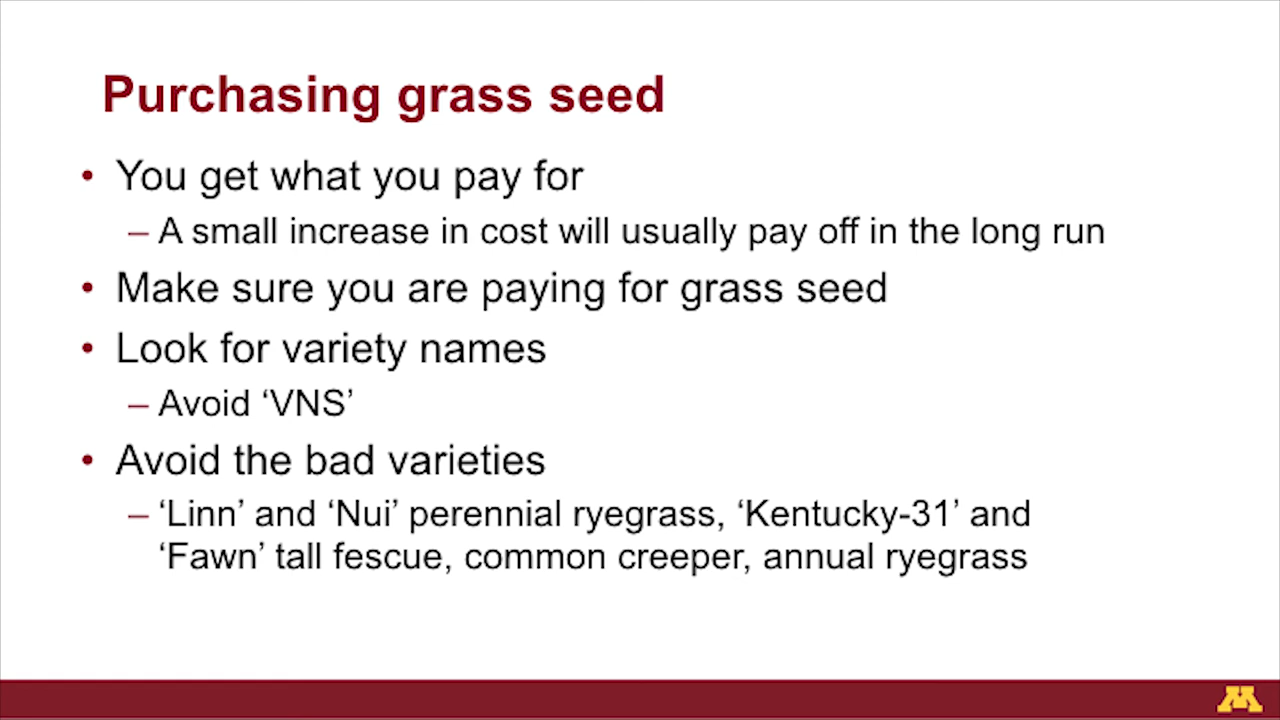 Purchasing grass seed
• You get what you pay for
– A small increase in cost will usually pay off in the long run
• Make sure you are paying for grass seed
• Look for variety names
– Avoid ‘VNS’
• Avoid the bad varieties
– ‘Linn’ and ‘Nui’ perennial ryegrass, ‘Kentucky-31’ and
‘Fawn’ tall fescue, common creeper, annual ryegrass
M